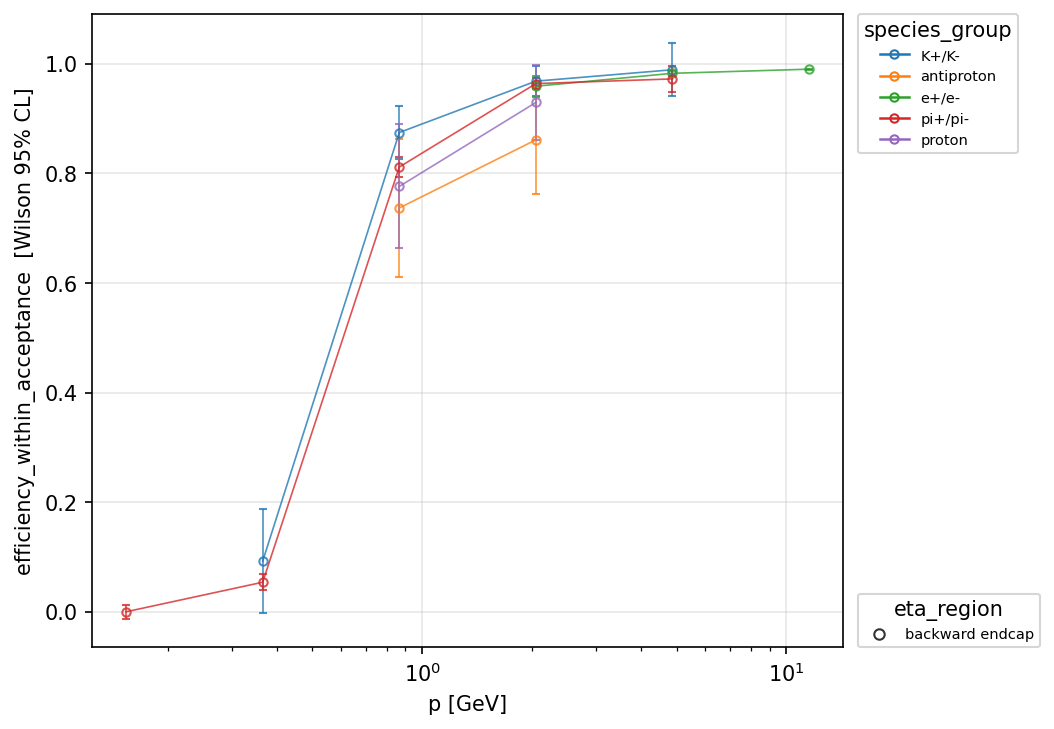 efficiency_within_acceptance [Wilson 95% CL]
1.0
0.8
0.6
0.4
0.2
0.0
10⁰
10¹
p [GeV]
species_group
K+/K-
antiproton
e+/e-
pi+/pi-
proton
eta_region
backward endcap